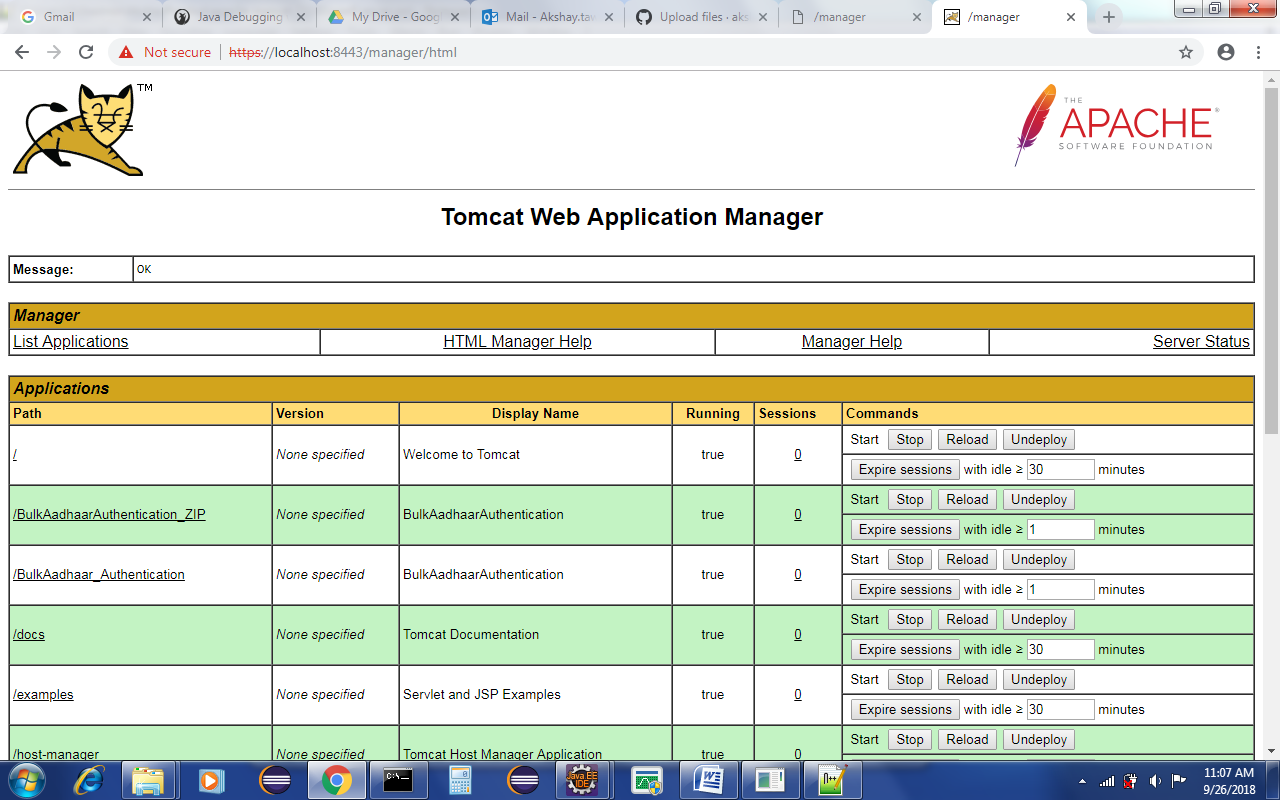 Gmail
Java Debugging
My Drive - Goog
Mail - Akshay.tav
Upload files · aks
/manager
/manager
Not secure
https://localhost:8443/manager/html
TM
THE
APACHE®
SOFTWARE FOUNDATION
Tomcat Web Application Manager
Message: OK
Manager
List Applications HTML Manager Help Manager Help Server Status
Applications
Path Version Display Name Running Sessions Commands
/ None specified Welcome to Tomcat true 0 Start Stop Reload Undeploy
Expire sessions with idle ≥ 30 minutes
/BulkAadhaarAuthentication_ZIP None specified BulkAadhaarAuthentication true 0 Start Stop Reload Undeploy
Expire sessions with idle ≥ 1 minutes
/BulkAadhaar_Authentication None specified BulkAadhaarAuthentication true 0 Start Stop Reload Undeploy
Expire sessions with idle ≥ 1 minutes
/docs None specified Tomcat Documentation true 0 Start Stop Reload Undeploy
Expire sessions with idle ≥ 30 minutes
/examples None specified Servlet and JSP Examples true 0 Start Stop Reload Undeploy
Expire sessions with idle ≥ 30 minutes
/host-manager None specified Tomcat Host Manager Application true 0 Start Stop Reload Undeploy
C:\.
Java EE
IDE
W
11:07 AM
9/26/2018